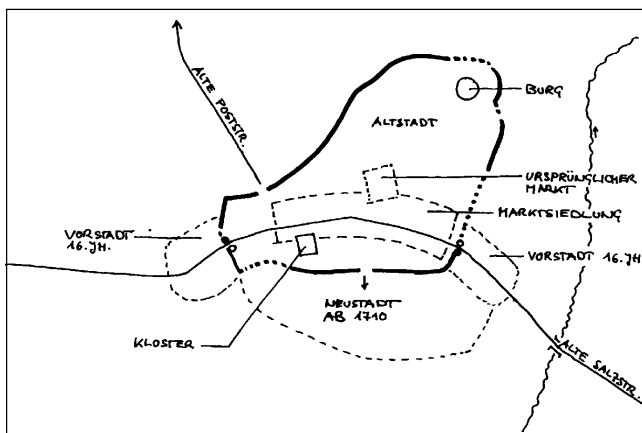 ALTE POSTSTR.
BURG
ALTSTADT
URSPRÜNGLICHER
MARKT
MARKTSIEDLUNG
VORSTADT
16. JH.
VORSTADT 16. JH
NEUSTADT
AB 1710
KLOSTER
ALTE SALZSTR.